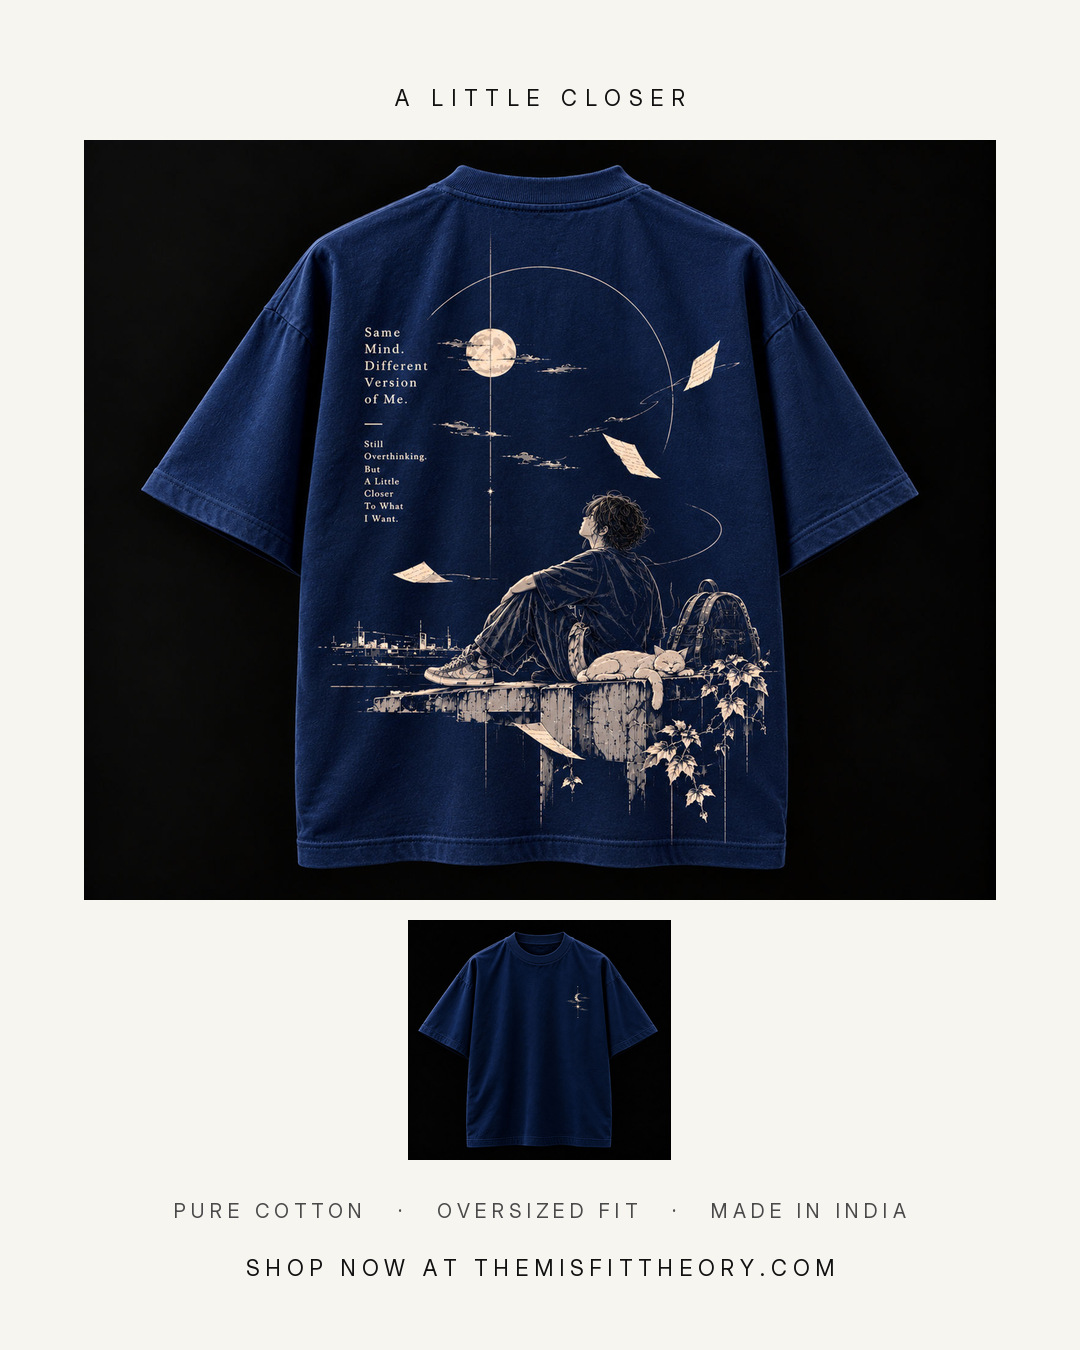 A LITTLE CLOSER
Same
Mind.
Different
Version
of Me.
Still
Overthinking.
But
A Little
Closer
To What
I Want.
PURE COTTON · OVERSIZED FIT · MADE IN INDIA
SHOP NOW AT THEMISFITTHEORY.COM